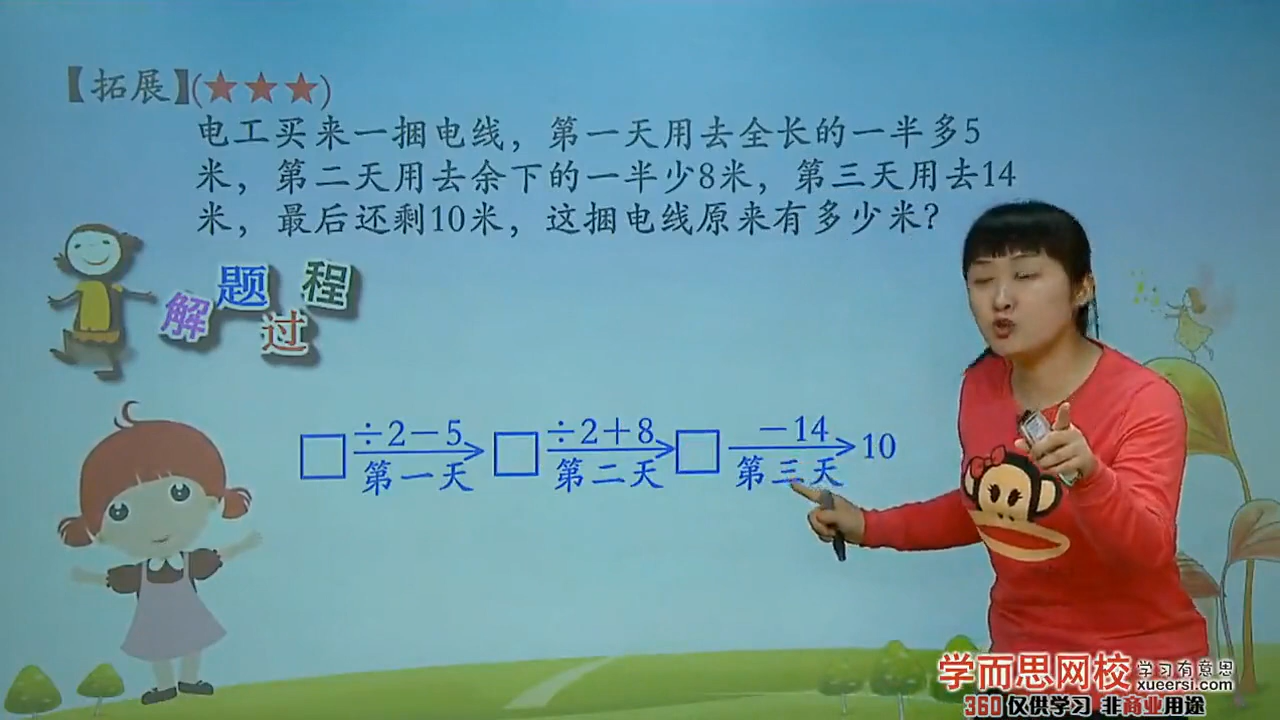 【拓展】(★★★)
电工买来一捆电线，第一天用去全长的一半多5
米，第二天用去余下的一半少8米，第三天用去14
米，最后还剩10米，这捆电线原来有多少米？
解题过程
□ ÷2－5 □ ÷2＋8 □ －14 10
第一天 第二天 第三天
学而思网校 学习有意思
xueersi.com
360仅供学习 非商业用途